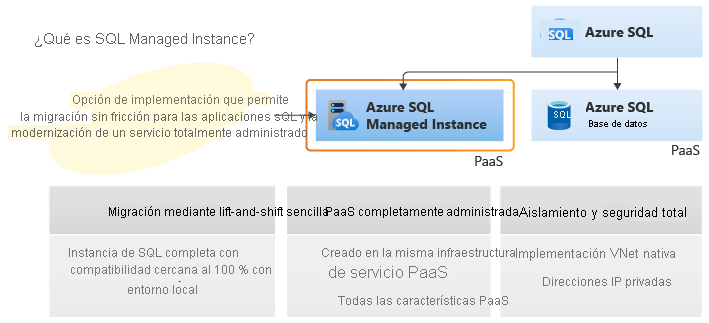 ¿Qué es SQL Managed Instance?
SQL
Azure SQL
Opción de implementación que permite
la migración sin fricción para las aplicaciones sQL y la
modernización de un servicio totalmente administrado
SQL
Azure SQL
Managed Instance
PaaS
SQL
Azure SQL
Base de datos
PaaS
Migración mediante lift-and-shift sencilla
Instancia de SQL completa con
compatibilidad cercana al 100 % con
entorno local
PaaS completamente administrada
Creado en la misma infraestructural
de servicio PaaS
Todas las características PaaS
Aislamiento y seguridad total
Implementación VNet nativa
Direcciones IP privadas